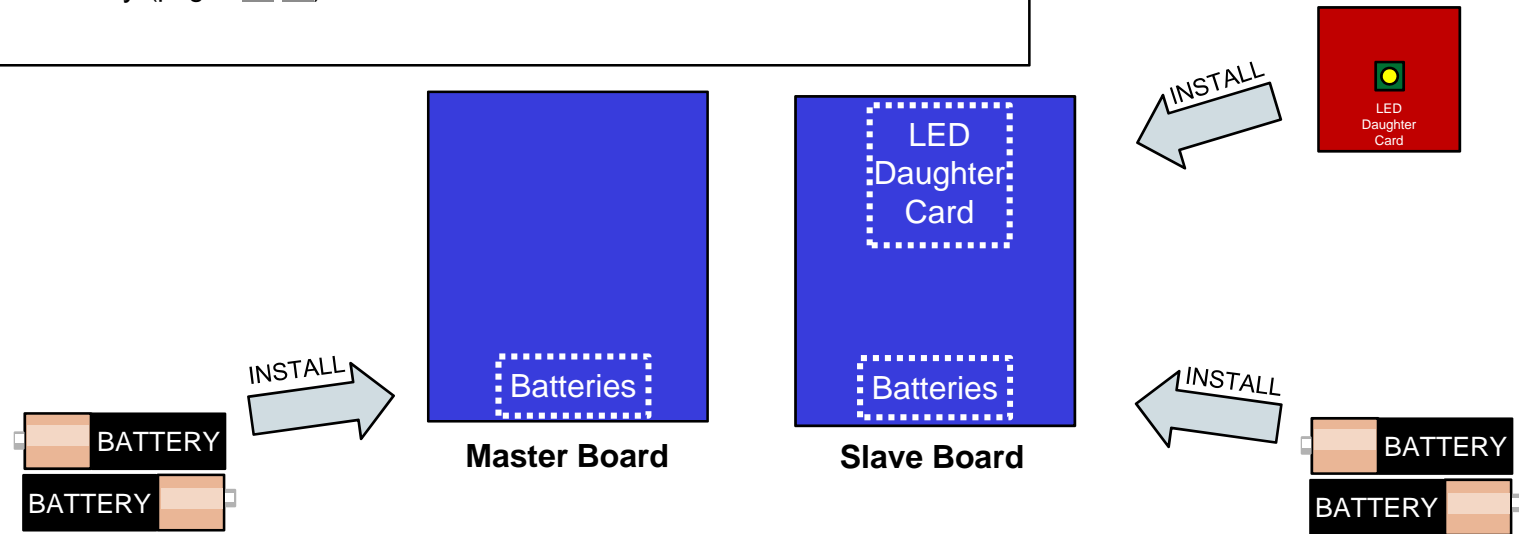 INSTALL
LED
Daughter
Card
LED
Daughter
Card
INSTALL
Batteries
Batteries
INSTALL
BATTERY
BATTERY
Master Board
Slave Board
BATTERY
BATTERY